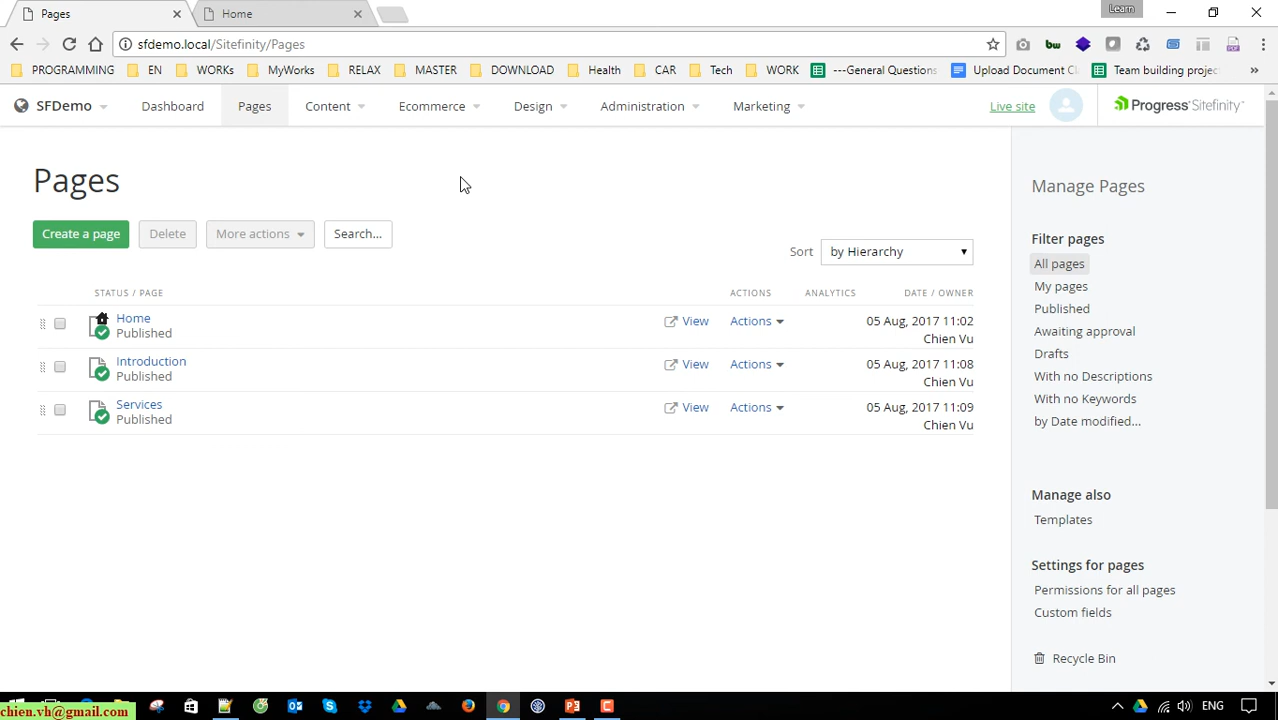 Pages
Home
Learn
sfdemo.local/Sitefinity/Pages
PROGRAMMING EN WORKs MyWorks RELAX MASTER DOWNLOAD Health CAR Tech WORK ---General Questions Upload Document Team building projec »
SFDemo Dashboard Pages Content Ecommerce Design Administration Marketing Live site Progress Sitefinity
Pages
Create a page Delete More actions Search...
Sort by Hierarchy
STATUS / PAGE ACTIONS ANALYTICS DATE / OWNER
Home View Actions 05 Aug, 2017 11:02
Published Chien Vu
Introduction View Actions 05 Aug, 2017 11:08
Published Chien Vu
Services View Actions 05 Aug, 2017 11:09
Published Chien Vu
Manage Pages
Filter pages
All pages
My pages
Published
Awaiting approval
Drafts
With no Descriptions
With no Keywords
by Date modified...
Manage also
Templates
Settings for pages
Permissions for all pages
Custom fields
Recycle Bin
chien.vh@gmail.com
ENG